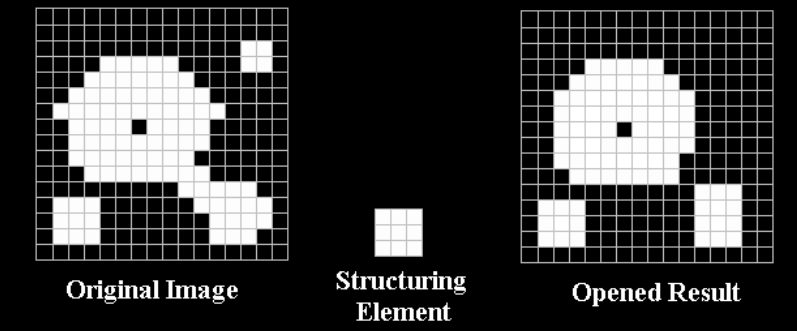 Original Image
Structuring
Element
Opened Result